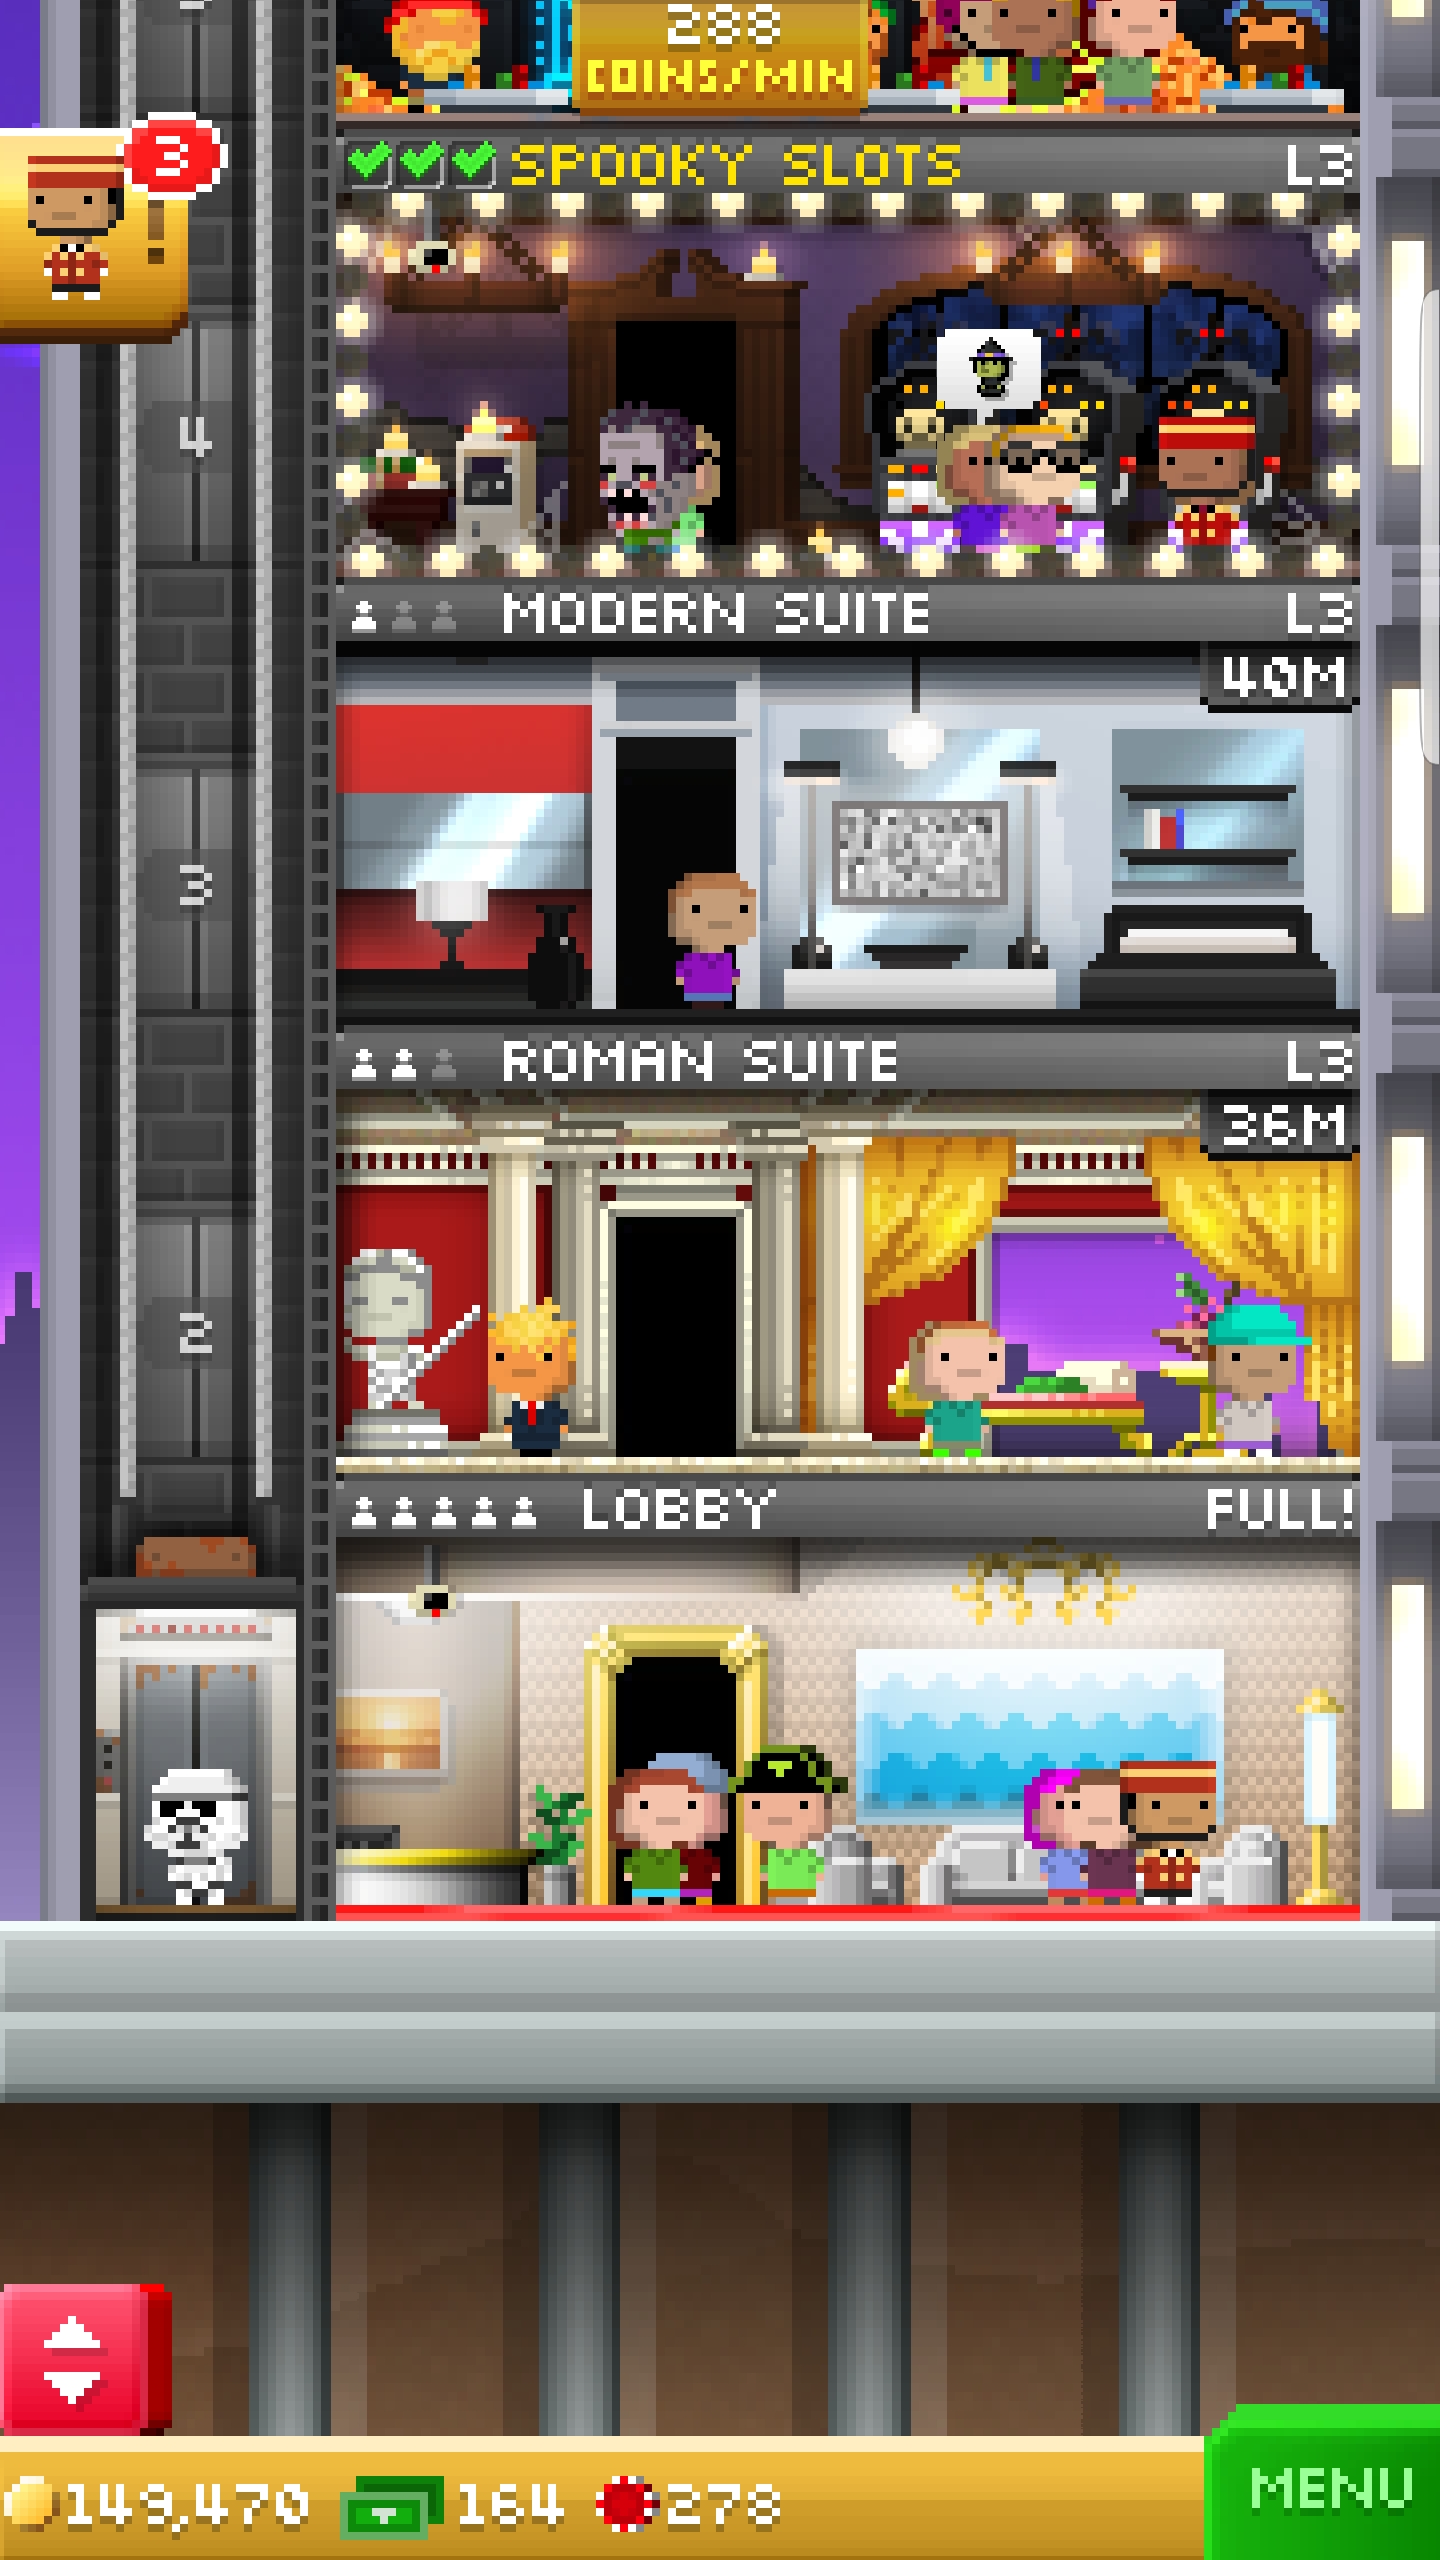 288
COINS/MIN
3
SPOOKY SLOTS L3
4
MODERN SUITE L3
40M
3
ROMAN SUITE L3
36M
2
LOBBY FULL!
149,470 164 278
MENU